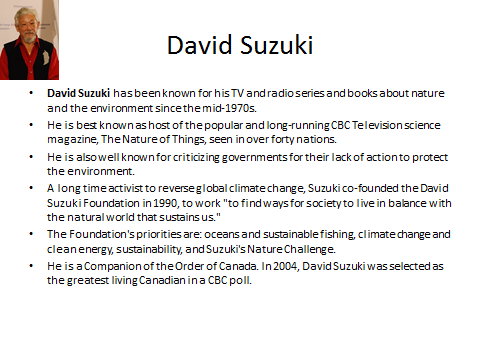 David Suzuki
• David Suzuki has been known for his TV and radio series and books about nature
and the environment since the mid-1970s.
• He is best known as host of the popular and long-running CBC Television science
magazine, The Nature of Things, seen in over forty nations.
• He is also well known for criticizing governments for their lack of action to protect
the environment.
• A long time activist to reverse global climate change, Suzuki co-founded the David
Suzuki Foundation in 1990, to work "to find ways for society to live in balance with
the natural world that sustains us."
• The Foundation's priorities are: oceans and sustainable fishing, climate change and
clean energy, sustainability, and Suzuki's Nature Challenge.
• He is a Companion of the Order of Canada. In 2004, David Suzuki was selected as
the greatest living Canadian in a CBC poll.